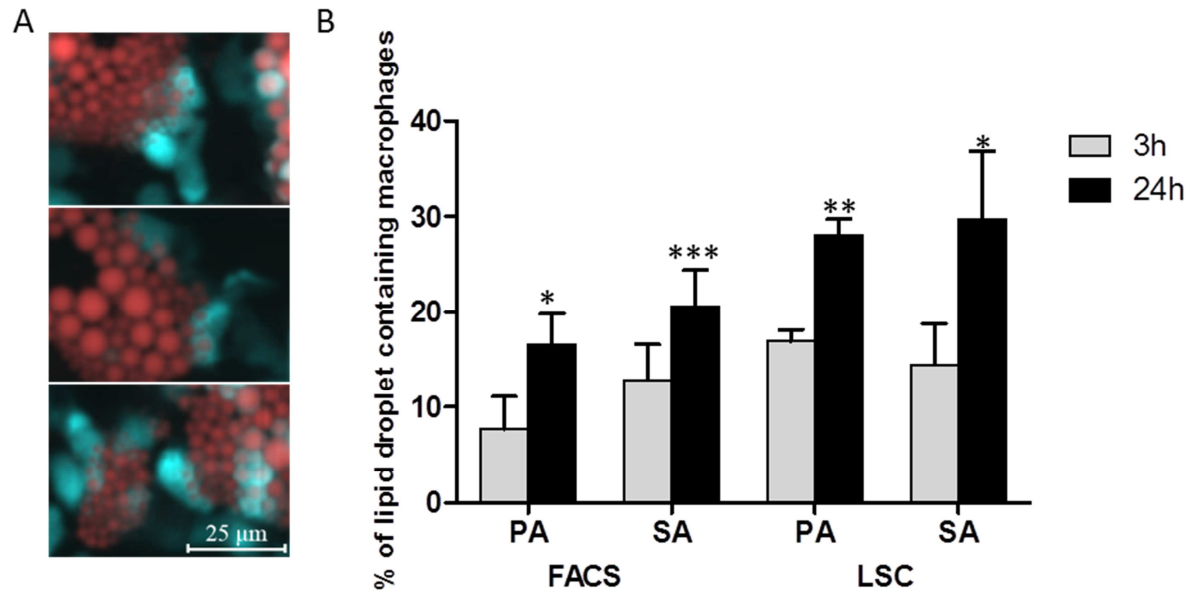 A
B
25 µm
% of lipid droplet containing macrophages
40
30
20
10
0
*
***
**
*
3h
24h
PA
SA
PA
SA
FACS
LSC